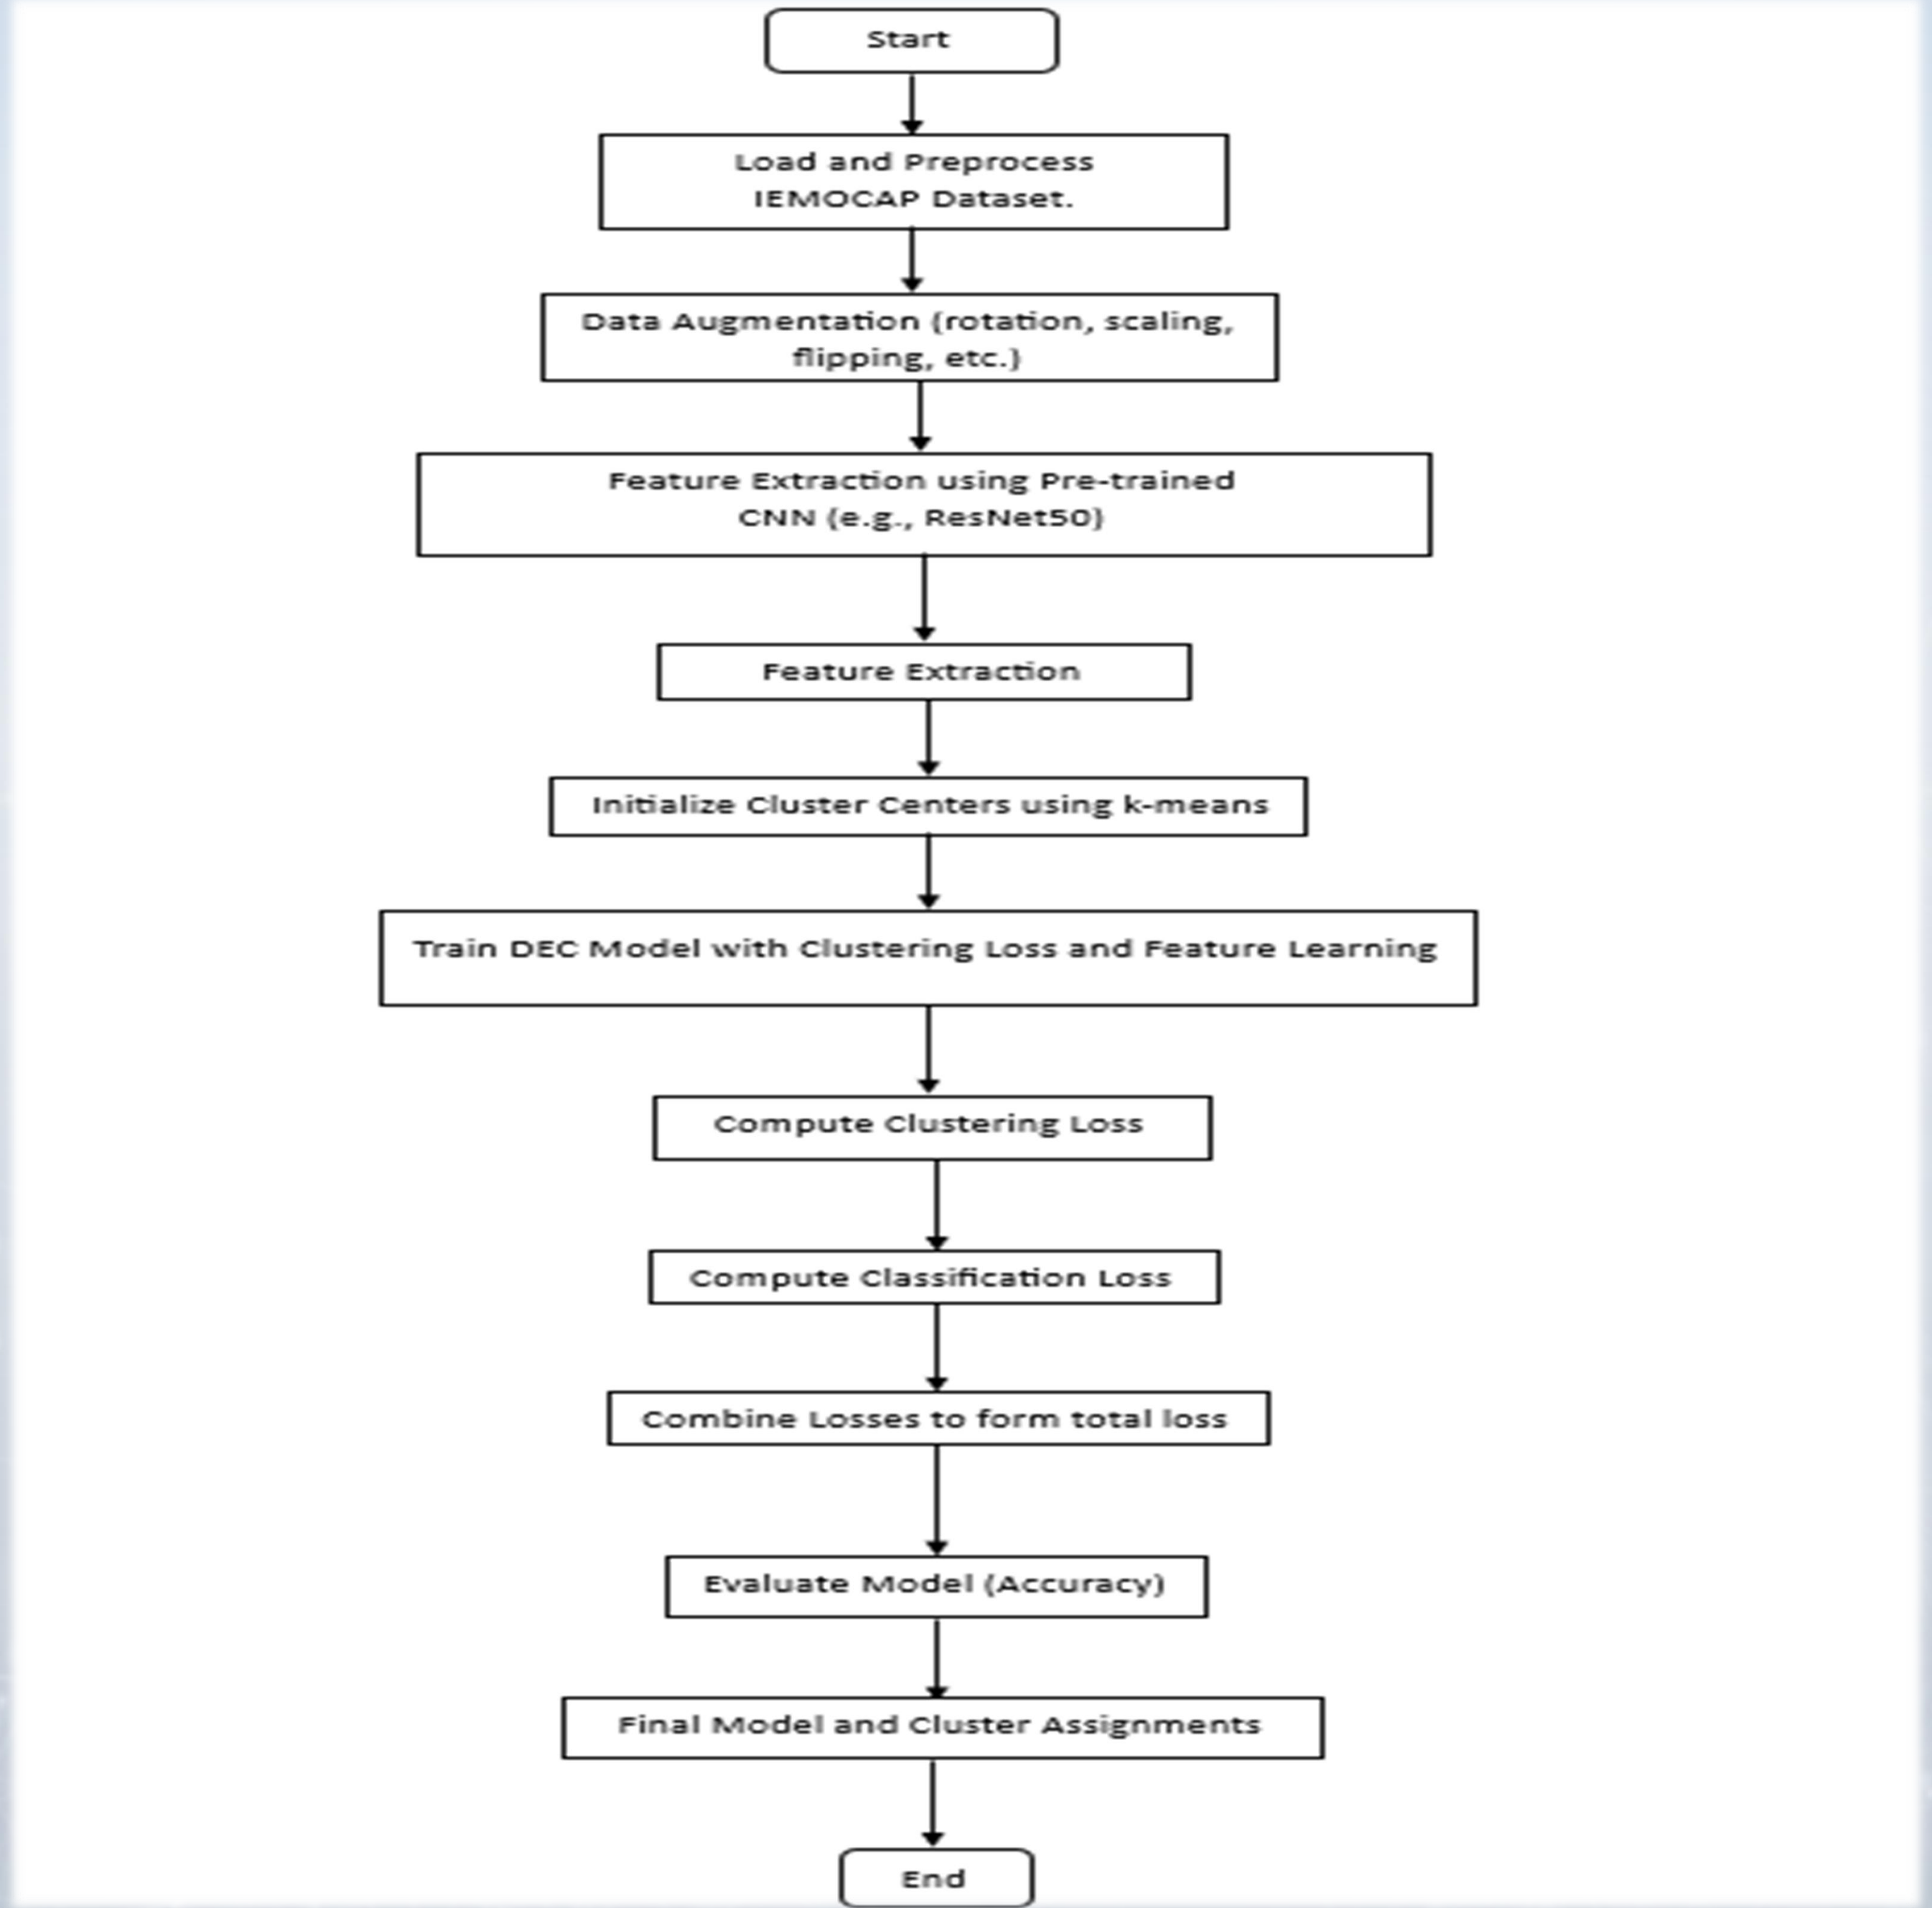 Start
Load and Preprocess
IEMOCAP Dataset.
Data Augmentation (rotation, scaling,
flipping, etc.)
Feature Extraction using Pre-trained
CNN (e.g., ResNet50)
Feature Extraction
Initialize Cluster Centers using k-means
Train DEC Model with Clustering Loss and Feature Learning
Compute Clustering Loss
Compute Classification Loss
Combine Losses to form total loss
Evaluate Model (Accuracy)
Final Model and Cluster Assignments
End